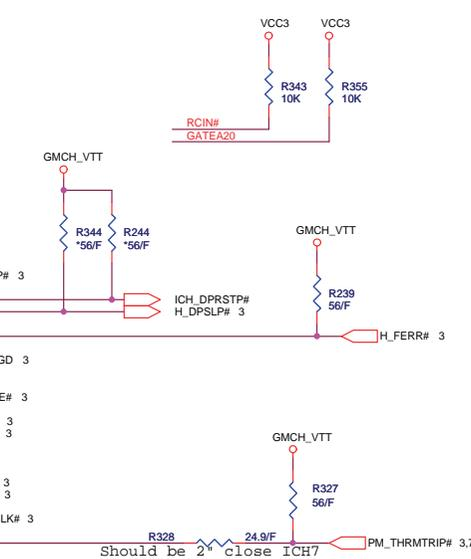 VCC3 VCC3
R343 R355
10K 10K
RCIN#
GATEA20
GMCH_VTT
R344 R244
*56/F *56/F
GMCH_VTT
P# 3
R239
56/F
ICH_DPRSTP#
H_DPSLP# 3
H_FERR# 3
GD 3
E# 3
3
3
GMCH_VTT
3
3
R327
56/F
LK# 3
R328 24.9/F
PM_THRMTRIP# 3,7
Should be 2" close ICH7